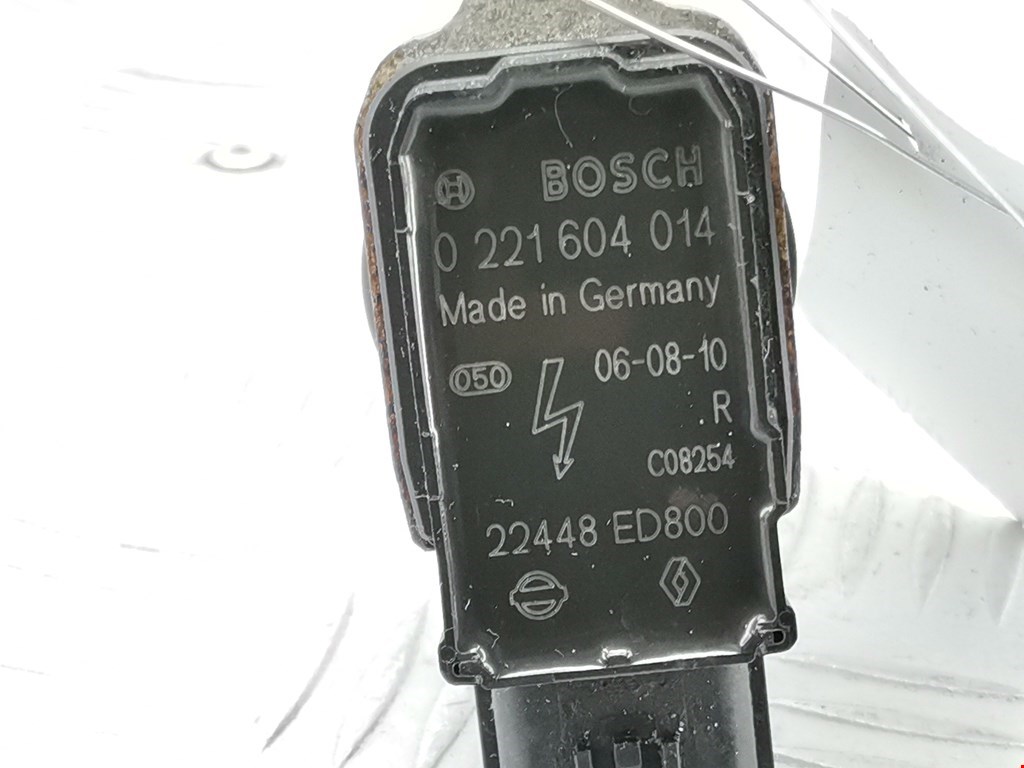 BOSCH
0 221 604 014
Made in Germany
050 06-08-10
R
C08254
22448 ED800